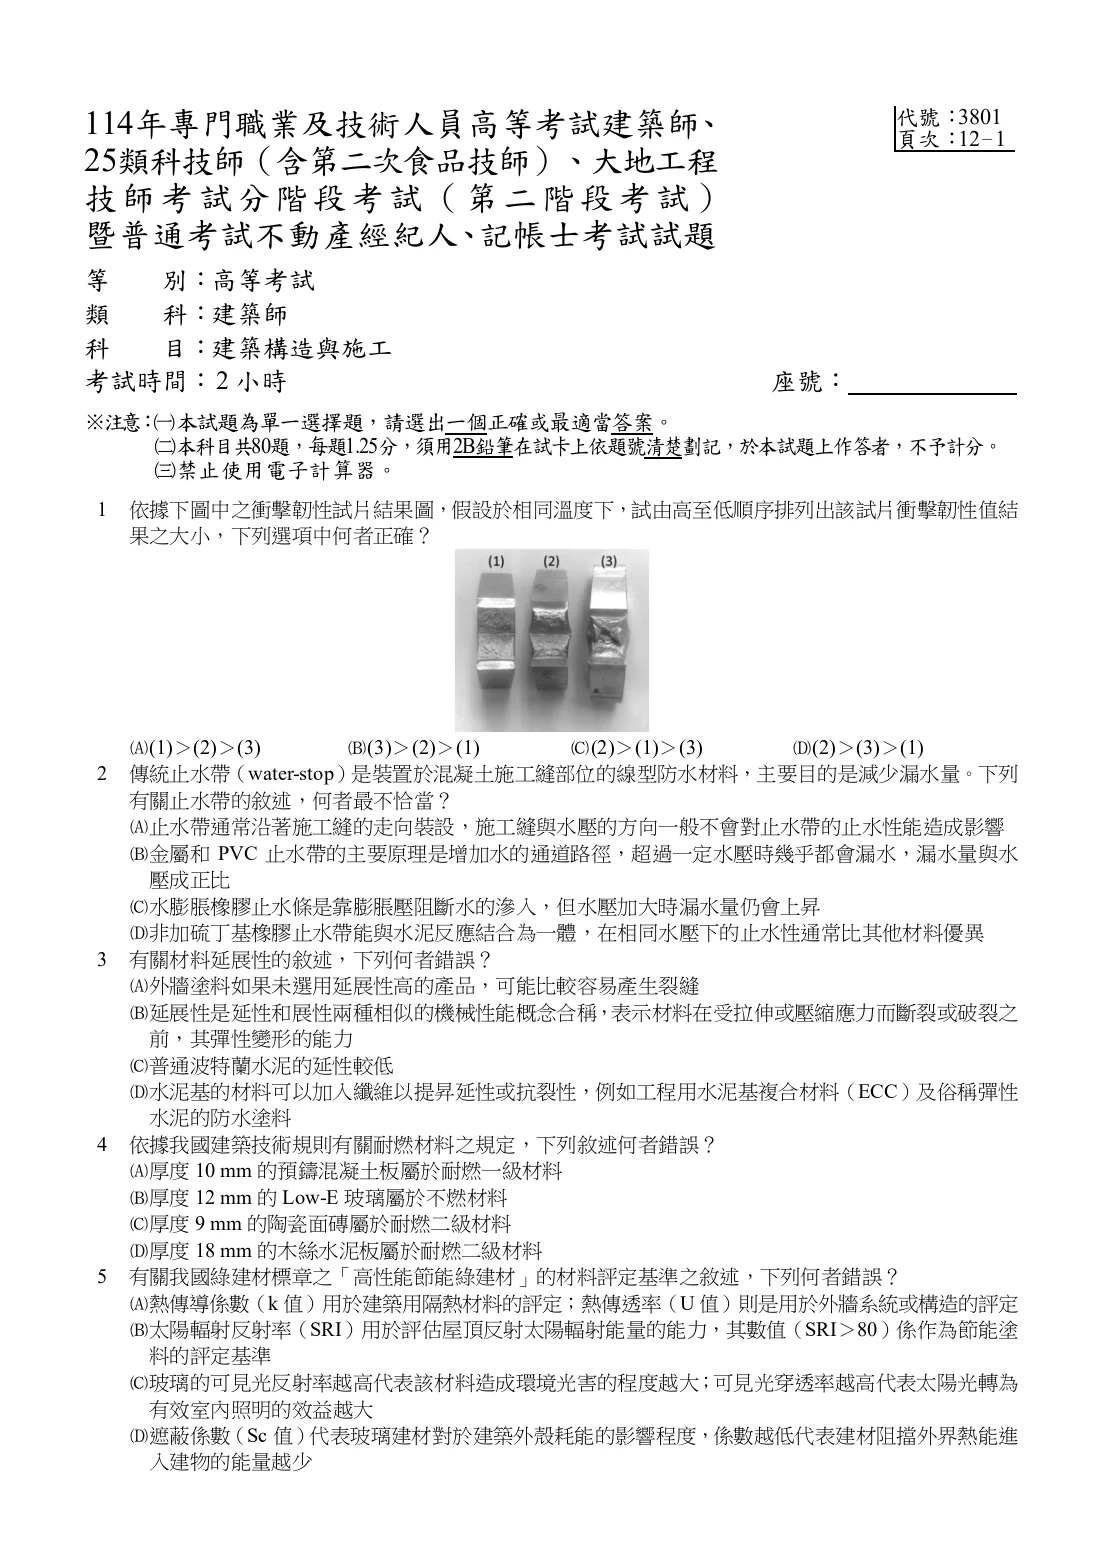 114年專門職業及技術人員高等考試建築師、
25類科技師（含第二次食品技師）、大地工程
技師考試分階段考試（第二階段考試）
暨普通考試不動產經紀人、記帳士考試試題
代號：3801
頁次：12－1
等　　別：高等考試
類　　科：建築師
科　　目：建築構造與施工
考試時間：2 小時
座號：
※注意：㈠本試題為單一選擇題，請選出一個正確或最適當答案。
㈡本科目共80題，每題1.25分，須用2B鉛筆在試卡上依題號清楚劃記，於本試題上作答者，不予計分。
㈢禁止使用電子計算器。
1 依據下圖中之衝擊韌性試片結果圖，假設於相同溫度下，試由高至低順序排列出該試片衝擊韌性值結
果之大小，下列選項中何者正確？
(1) (2) (3)
(A)(1)＞(2)＞(3) (B)(3)＞(2)＞(1) (C)(2)＞(1)＞(3) (D)(2)＞(3)＞(1)
2 傳統止水帶（water-stop）是裝置於混凝土施工縫部位的線型防水材料，主要目的是減少漏水量。下列
有關止水帶的敘述，何者最不恰當？
(A)止水帶通常沿著施工縫的走向裝設，施工縫與水壓的方向一般不會對止水帶的止水性能造成影響
(B)金屬和 PVC 止水帶的主要原理是增加水的通道路徑，超過一定水壓時幾乎都會漏水，漏水量與水
壓成正比
(C)水膨脹橡膠止水條是靠膨脹壓阻斷水的滲入，但水壓加大時漏水量仍會上昇
(D)非加硫丁基橡膠止水帶能與水泥反應結合為一體，在相同水壓下的止水性通常比其他材料優異
3 有關材料延展性的敘述，下列何者錯誤？
(A)外牆塗料如果未選用延展性高的產品，可能比較容易產生裂縫
(B)延展性是延性和展性兩種相似的機械性能概念合稱，表示材料在受拉伸或壓縮應力而斷裂或破裂之
前，其彈性變形的能力
(C)普通波特蘭水泥的延性較低
(D)水泥基的材料可以加入纖維以提昇延性或抗裂性，例如工程用水泥基複合材料（ECC）及俗稱彈性
水泥的防水塗料
4 依據我國建築技術規則有關耐燃材料之規定，下列敘述何者錯誤？
(A)厚度 10 mm 的預鑄混凝土板屬於耐燃一級材料
(B)厚度 12 mm 的 Low-E 玻璃屬於不燃材料
(C)厚度 9 mm 的陶瓷面磚屬於耐燃二級材料
(D)厚度 18 mm 的木絲水泥板屬於耐燃二級材料
5 有關我國綠建材標章之「高性能節能綠建材」的材料評定基準之敘述，下列何者錯誤？
(A)熱傳導係數（k 值）用於建築用隔熱材料的評定；熱傳透率（U 值）則是用於外牆系統或構造的評定
(B)太陽輻射反射率（SRI）用於評估屋頂反射太陽輻射能量的能力，其數值（SRI＞80）係作為節能塗
料的評定基準
(C)玻璃的可見光反射率越高代表該材料造成環境光害的程度越大；可見光穿透率越高代表太陽光轉為
有效室內照明的效益越大
(D)遮蔽係數（Sc 值）代表玻璃建材對於建築外殼耗能的影響程度，係數越低代表建材阻擋外界熱能進
入建物的能量越少